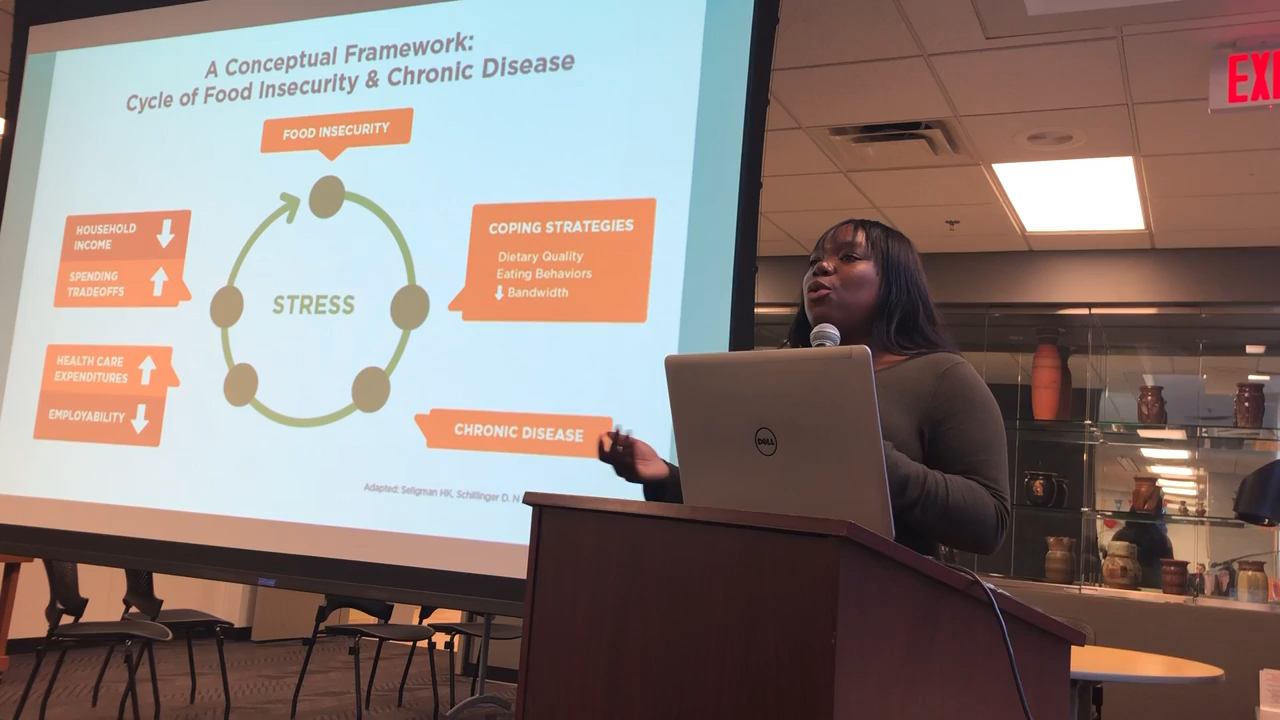 A Conceptual Framework:
Cycle of Food Insecurity & Chronic Disease
FOOD INSECURITY
HOUSEHOLD
INCOME
SPENDING
TRADEOFFS
COPING STRATEGIES
Dietary Quality
Eating Behaviors
Bandwidth
STRESS
HEALTH CARE
EXPENDITURES
EMPLOYABILITY
CHRONIC DISEASE
Adapted: Seligman HK, Schillinger D. N
DELL